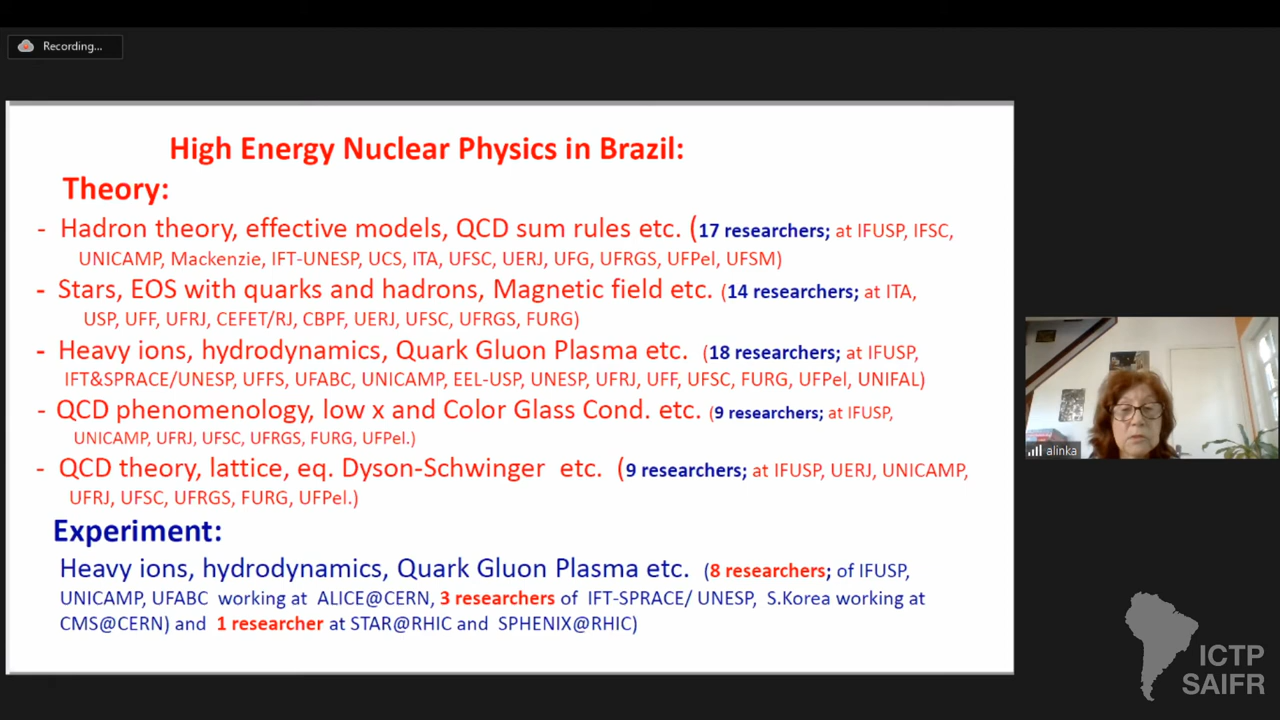 Recording...
High Energy Nuclear Physics in Brazil:
Theory:
- Hadron theory, effective models, QCD sum rules etc. (17 researchers; at IFUSP, IFSC,
UNICAMP, Mackenzie, IFT-UNESP, UCS, ITA, UFSC, UERJ, UFG, UFRGS, UFPel, UFSM)
- Stars, EOS with quarks and hadrons, Magnetic field etc. (14 researchers; at ITA,
USP, UFF, UFRJ, CEFET/RJ, CBPF, UERJ, UFSC, UFRGS, FURG)
- Heavy ions, hydrodynamics, Quark Gluon Plasma etc. (18 researchers; at IFUSP,
IFT&SPRACE/UNESP, UFFS, UFABC, UNICAMP, EEL-USP, UNESP, UFRJ, UFF, UFSC, FURG, UFPel, UNIFAL)
- QCD phenomenology, low x and Color Glass Cond. etc. (9 researchers; at IFUSP,
UNICAMP, UFRJ, UFSC, UFRGS, FURG, UFPel.)
- QCD theory, lattice, eq. Dyson-Schwinger etc. (9 researchers; at IFUSP, UERJ, UNICAMP,
UFRJ, UFSC, UFRGS, FURG, UFPel.)
Experiment:
Heavy ions, hydrodynamics, Quark Gluon Plasma etc. (8 researchers; of IFUSP,
UNICAMP, UFABC working at ALICE@CERN, 3 researchers of IFT-SPRACE/ UNESP, S.Korea working at
CMS@CERN) and 1 researcher at STAR@RHIC and SPHENIX@RHIC)
alinka
ICTP
SAIFR